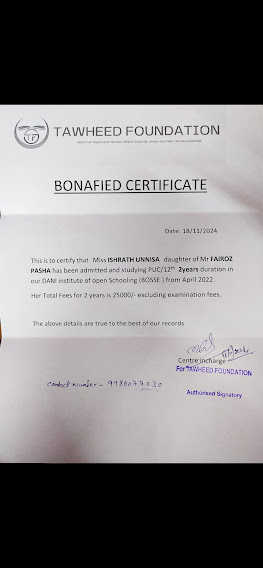 TAWHEED FOUNDATION
BONAFIED CERTIFICATE
Date: 18/11/2024
This is to certify that Miss ISHRATH UNNISA daughter of Mr FAIROZ
PASHA has been admitted and studying PUC/12th 2years duration in
our DANI institute of open Schooling (BOSSE ) from April 2022.
Her Total Fees for 2 years is 25000/- excluding examination fees.
The above details are true to the best of our records
Centre Incharge
For TAWHEED FOUNDATION
Contact Number - 9986077230
Authorised Signatory